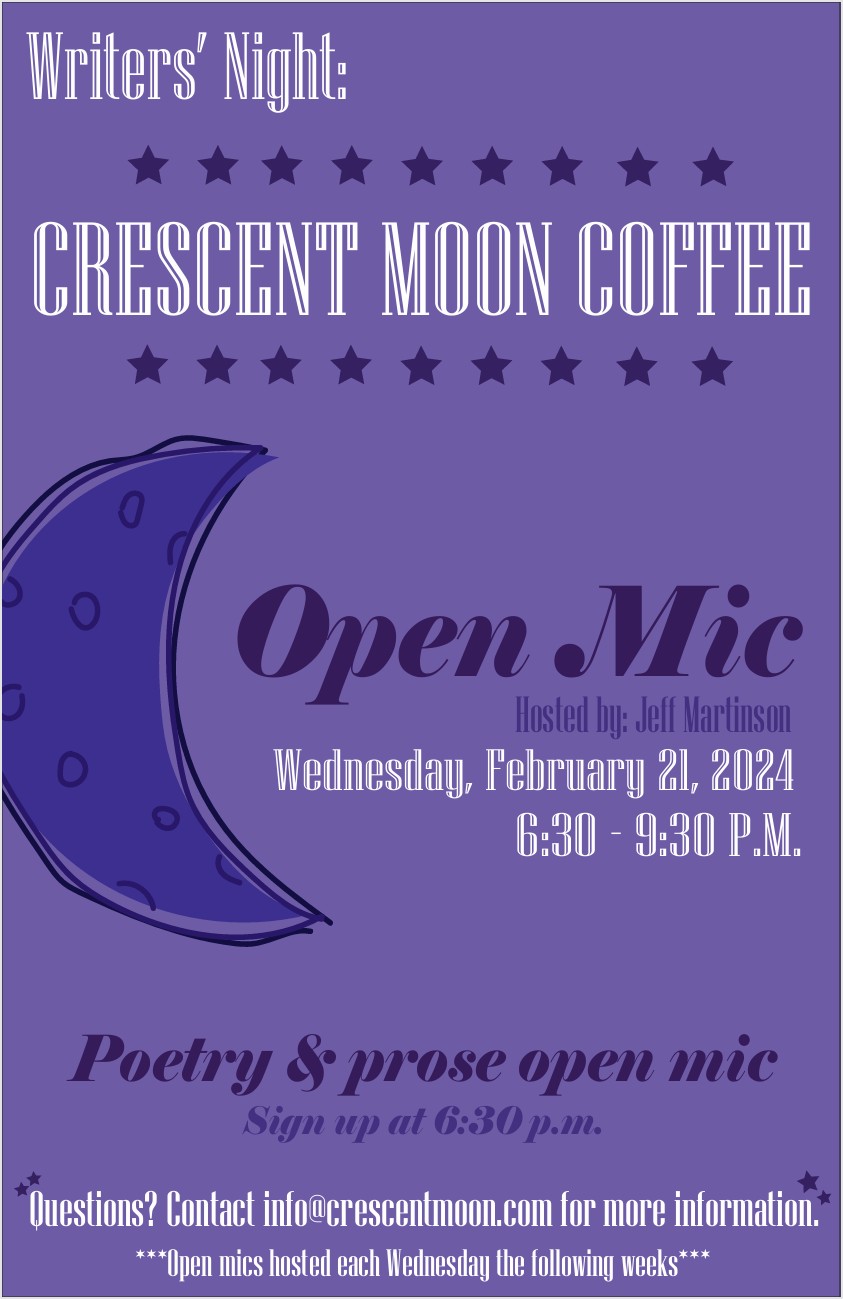 Writers’ Night:
CRESCENT MOON COFFEE
Open Mic
Hosted by: Jeff Martinson
Wednesday, February 21, 2024
6:30 - 9:30 P.M.
Poetry & prose open mic
Sign up at 6:30 p.m.
Questions? Contact info@crescentmoon.com for more information.
***Open mics hosted each Wednesday the following weeks***